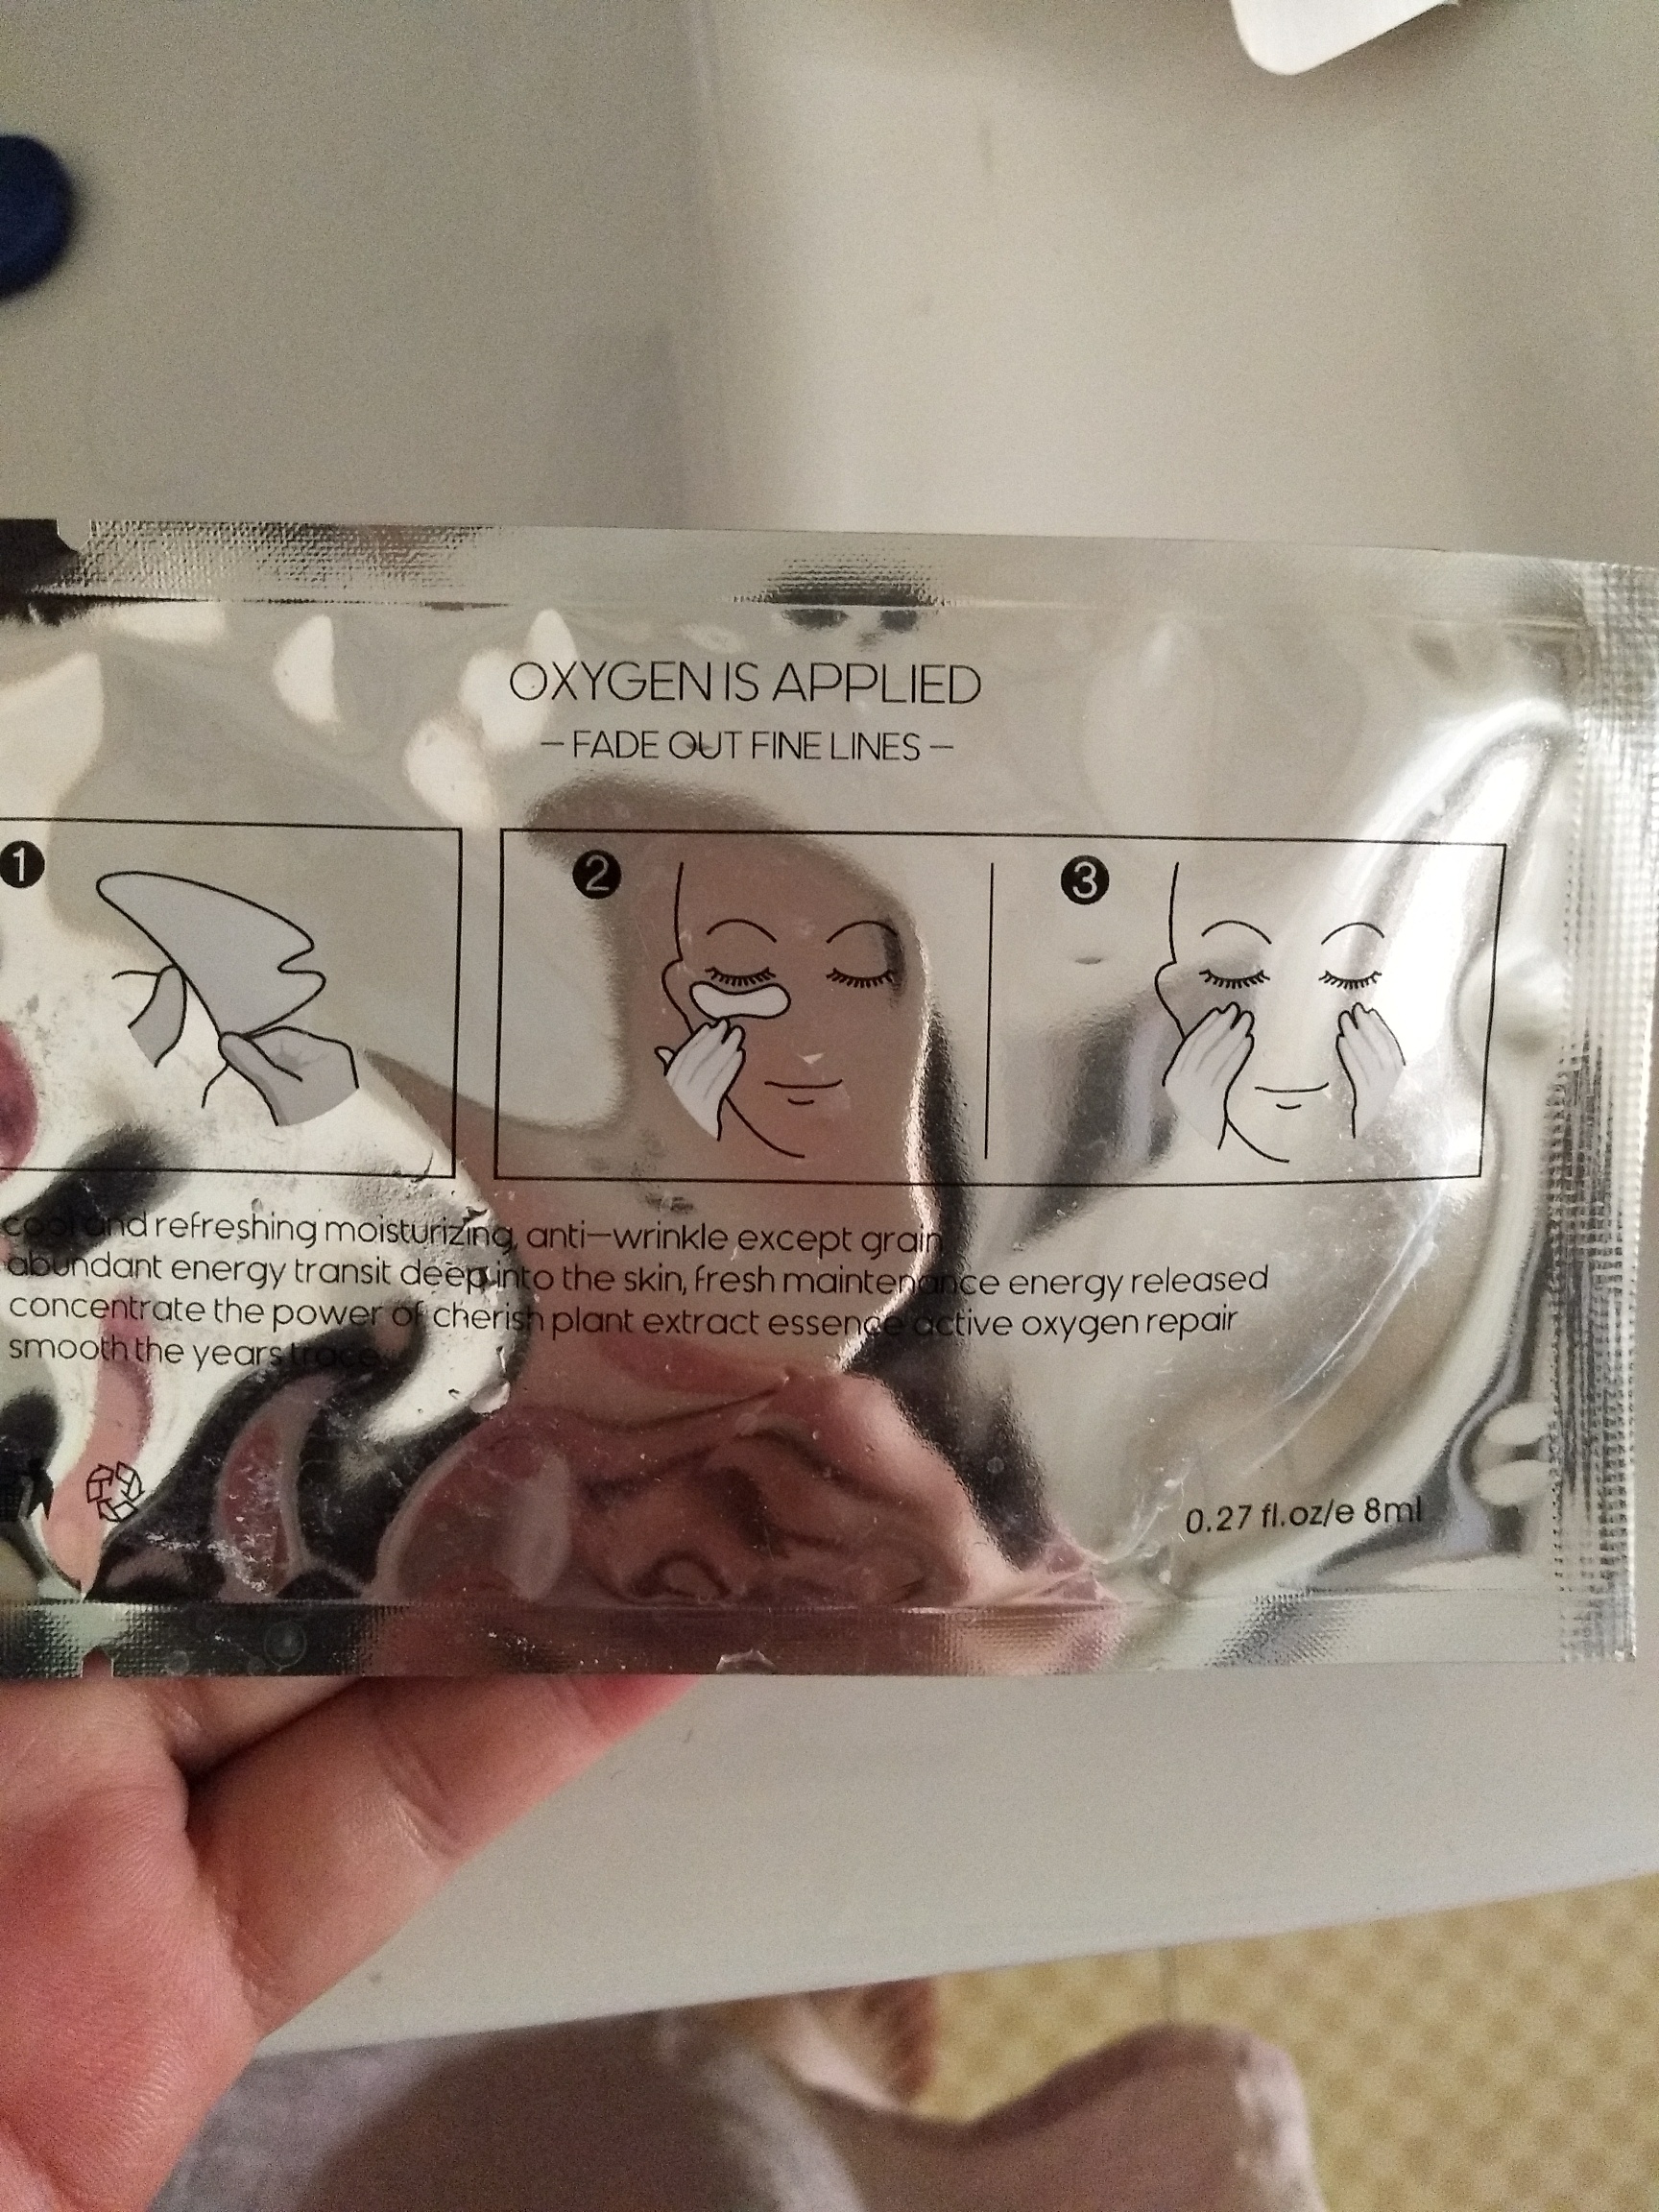 OXYGEN IS APPLIED
— FADE OUT FINE LINES —
1
2
3
cool and refreshing moisturizing, anti—wrinkle except grain
abundant energy transit deep into the skin, fresh maintenance energy released
concentrate the power of cherish plant extract essence active oxygen repair
smooth the years trace
0.27 fl.oz/e 8ml